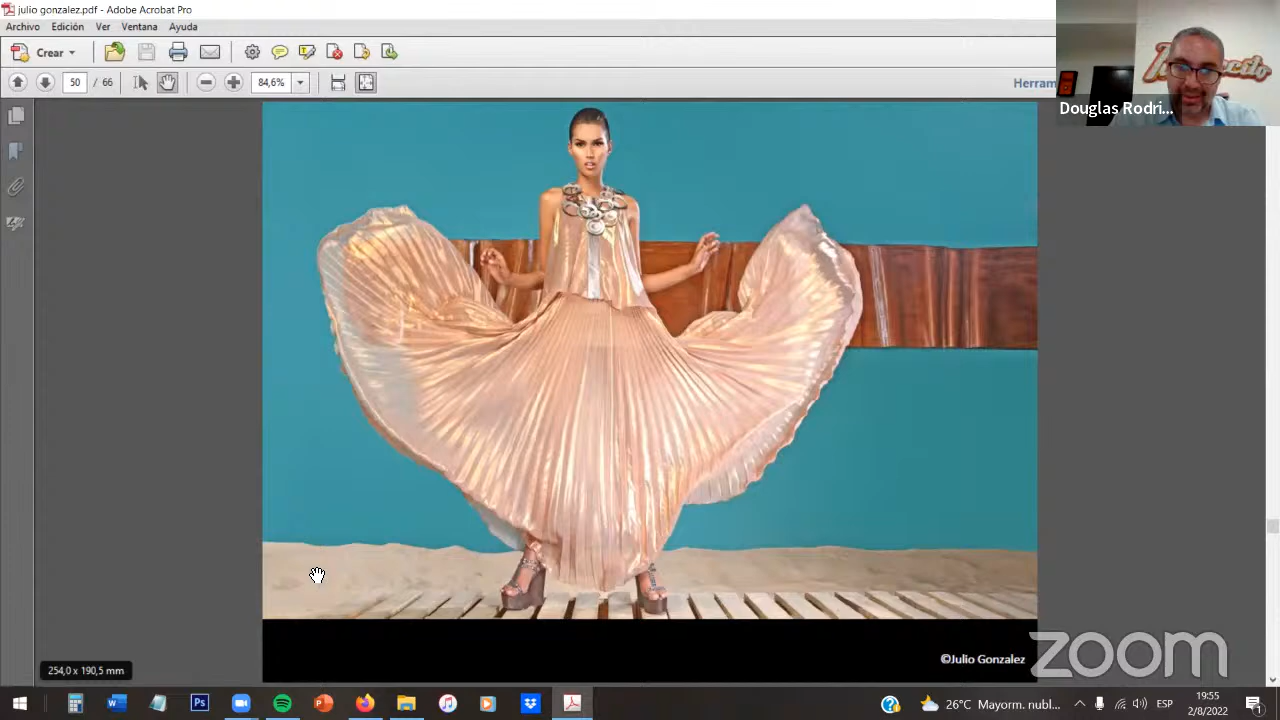 julio gonzalez.pdf - Adobe Acrobat Pro
Archivo Edición Ver Ventana Ayuda
Crear
50 / 66 84,6%
Herram
Douglas Rodri...
©Julio Gonzalez
zoom
254,0 x 190,5 mm
26°C Mayorm. nubl... ESP
19:55
2/8/2022